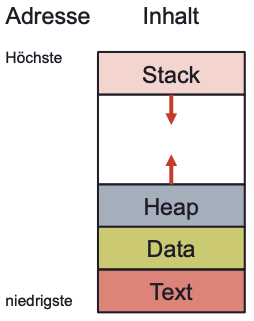 Adresse Inhalt
Höchste
Stack
Heap
Data
Text
niedrigste